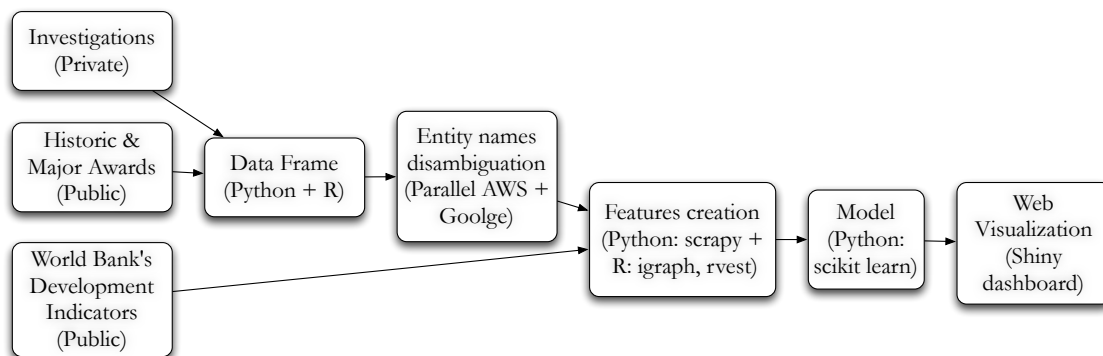 Investigations
(Private)
Historic &
Major Awards
(Public)
World Bank's
Development
Indicators
(Public)
Data Frame
(Python + R)
Entity names
disambiguation
(Parallel AWS +
Goolge)
Features creation
(Python: scrapy +
R: igraph, rvest)
Model
(Python:
scikit learn)
Web
Visualization
(Shiny
dashboard)